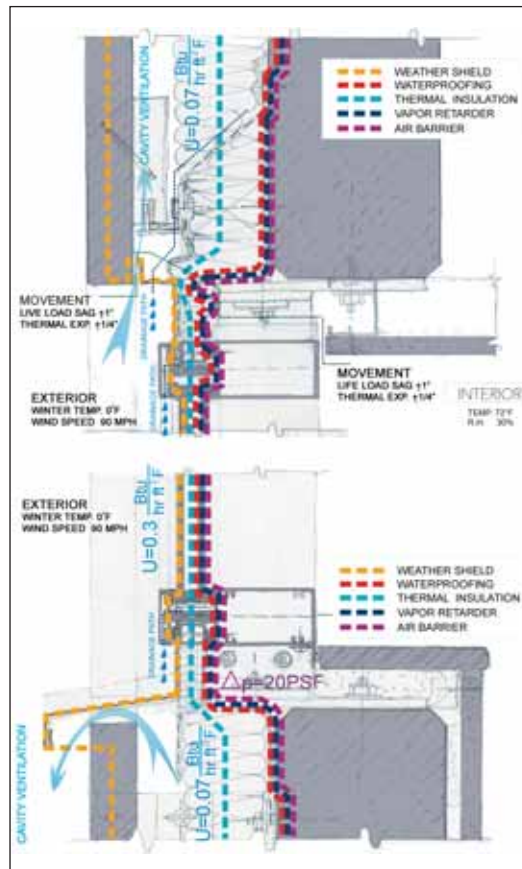 CAVITY VENTILATION
U=0.07 Btu
hr ft² F
WEATHER SHIELD
WATERPROOFING
THERMAL INSULATION
VAPOR RETARDER
AIR BARRIER
MOVEMENT
LIVE LOAD SAG ±1"
THERMAL EXP. ±1/4"
DRAINAGE PATH
EXTERIOR
WINTER TEMP. 0°F
WIND SPEED 90 MPH
DRAINAGE PATH
MOVEMENT
LIFE LOAD SAG ±1"
THERMAL EXP. ±1/4"
INTERIOR
TEMP 72°F
R.H. 30%
EXTERIOR
WINTER TEMP. 0°F
WIND SPEED 90 MPH
U=0.3 Btu
hr ft² F
WEATHER SHIELD
WATERPROOFING
THERMAL INSULATION
VAPOR RETARDER
AIR BARRIER
DRAINAGE PATH
Δp=20PSF
CAVITY VENTILATION
U=0.07 Btu
hr ft² F